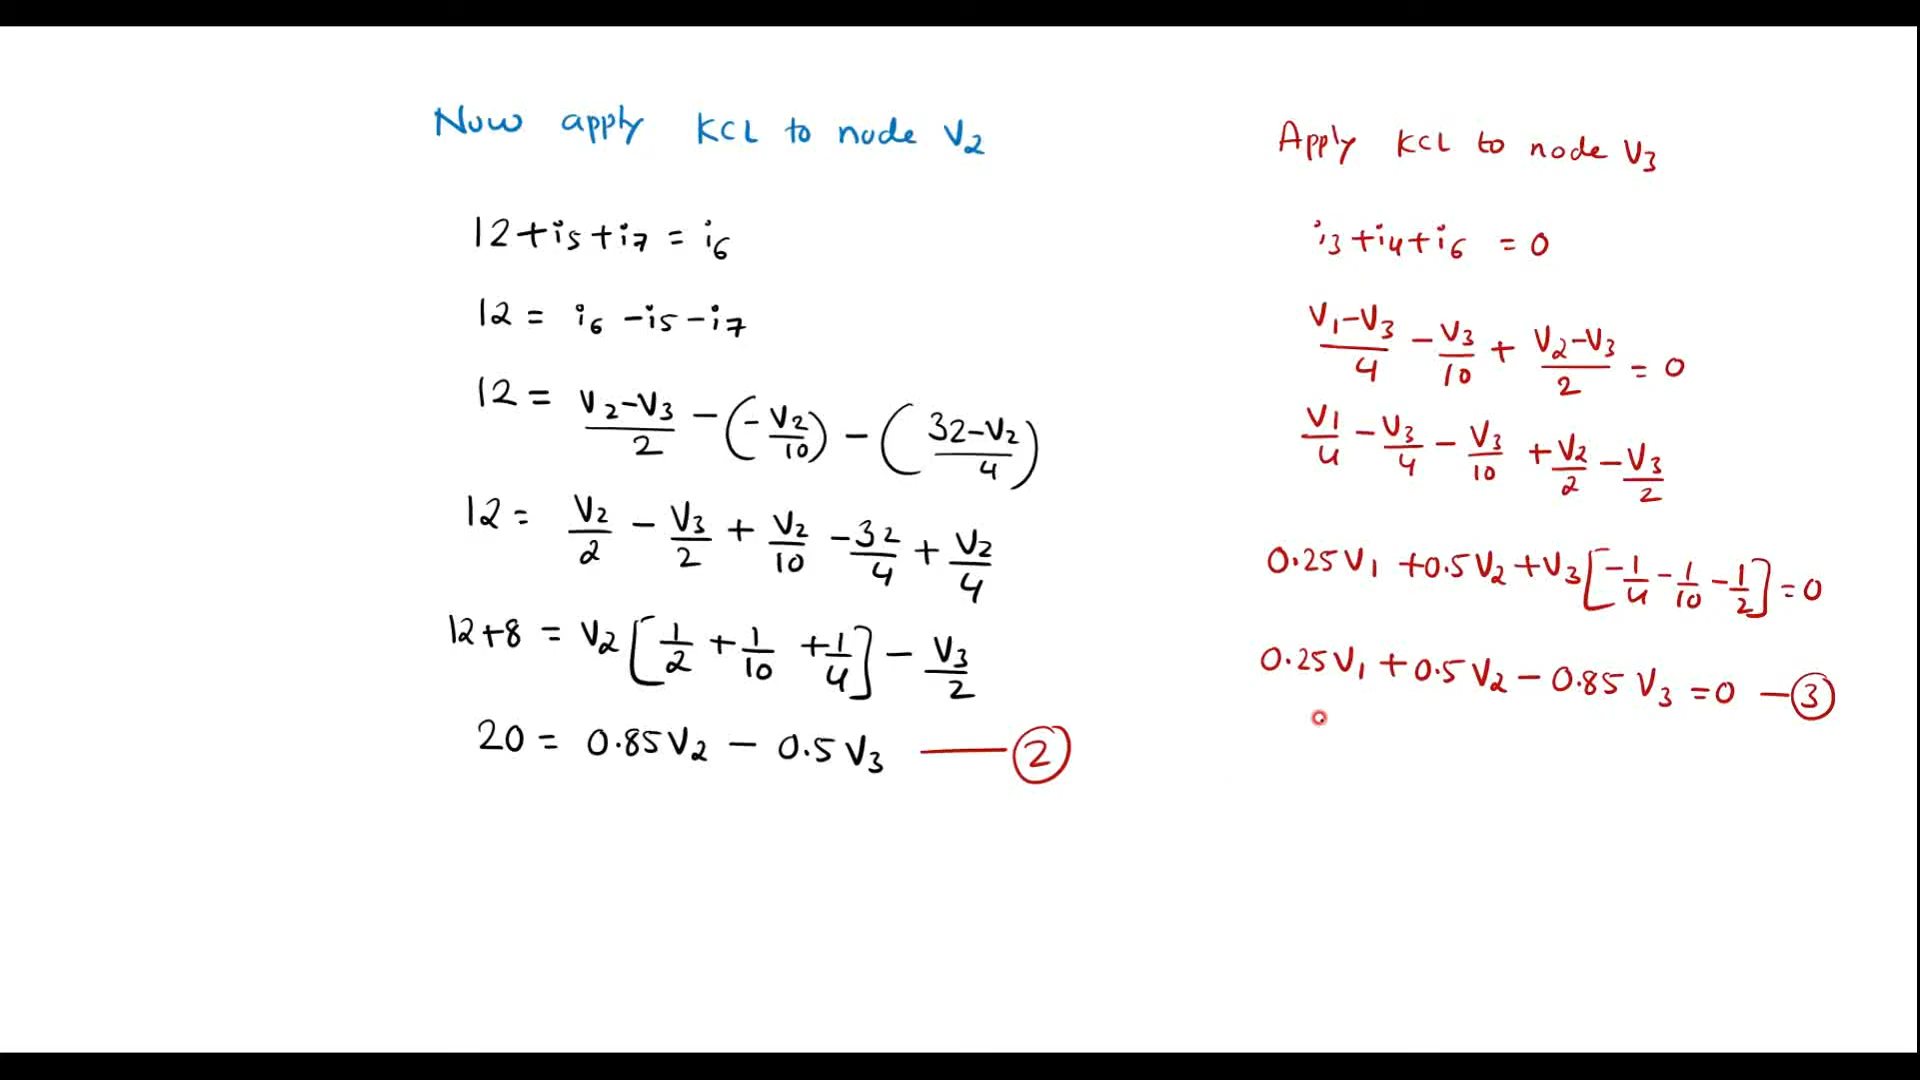 Now apply KCL to node V2
12+i5+i7 = i6
12 = i6 -i5 -i7
12 = V2-V3/2 - (-V2/10) - (32-V2/4)
12 = V2/2 - V3/2 + V2/10 - 32/4 + V2/4
12+8 = V2 [1/2 + 1/10 + 1/4] - V3/2
20 = 0.85V2 - 0.5V3 — 2
Apply KCL to node V3
i3+i4+i6 = 0
V1-V3/4 - V3/10 + V2-V3/2 = 0
V1/4 - V3/4 - V3/10 + V2/2 - V3/2
0.25V1 +0.5V2 +V3 [-1/4 - 1/10 - 1/2] = 0
0.25V1 + 0.5V2 - 0.85V3 = 0 — 3